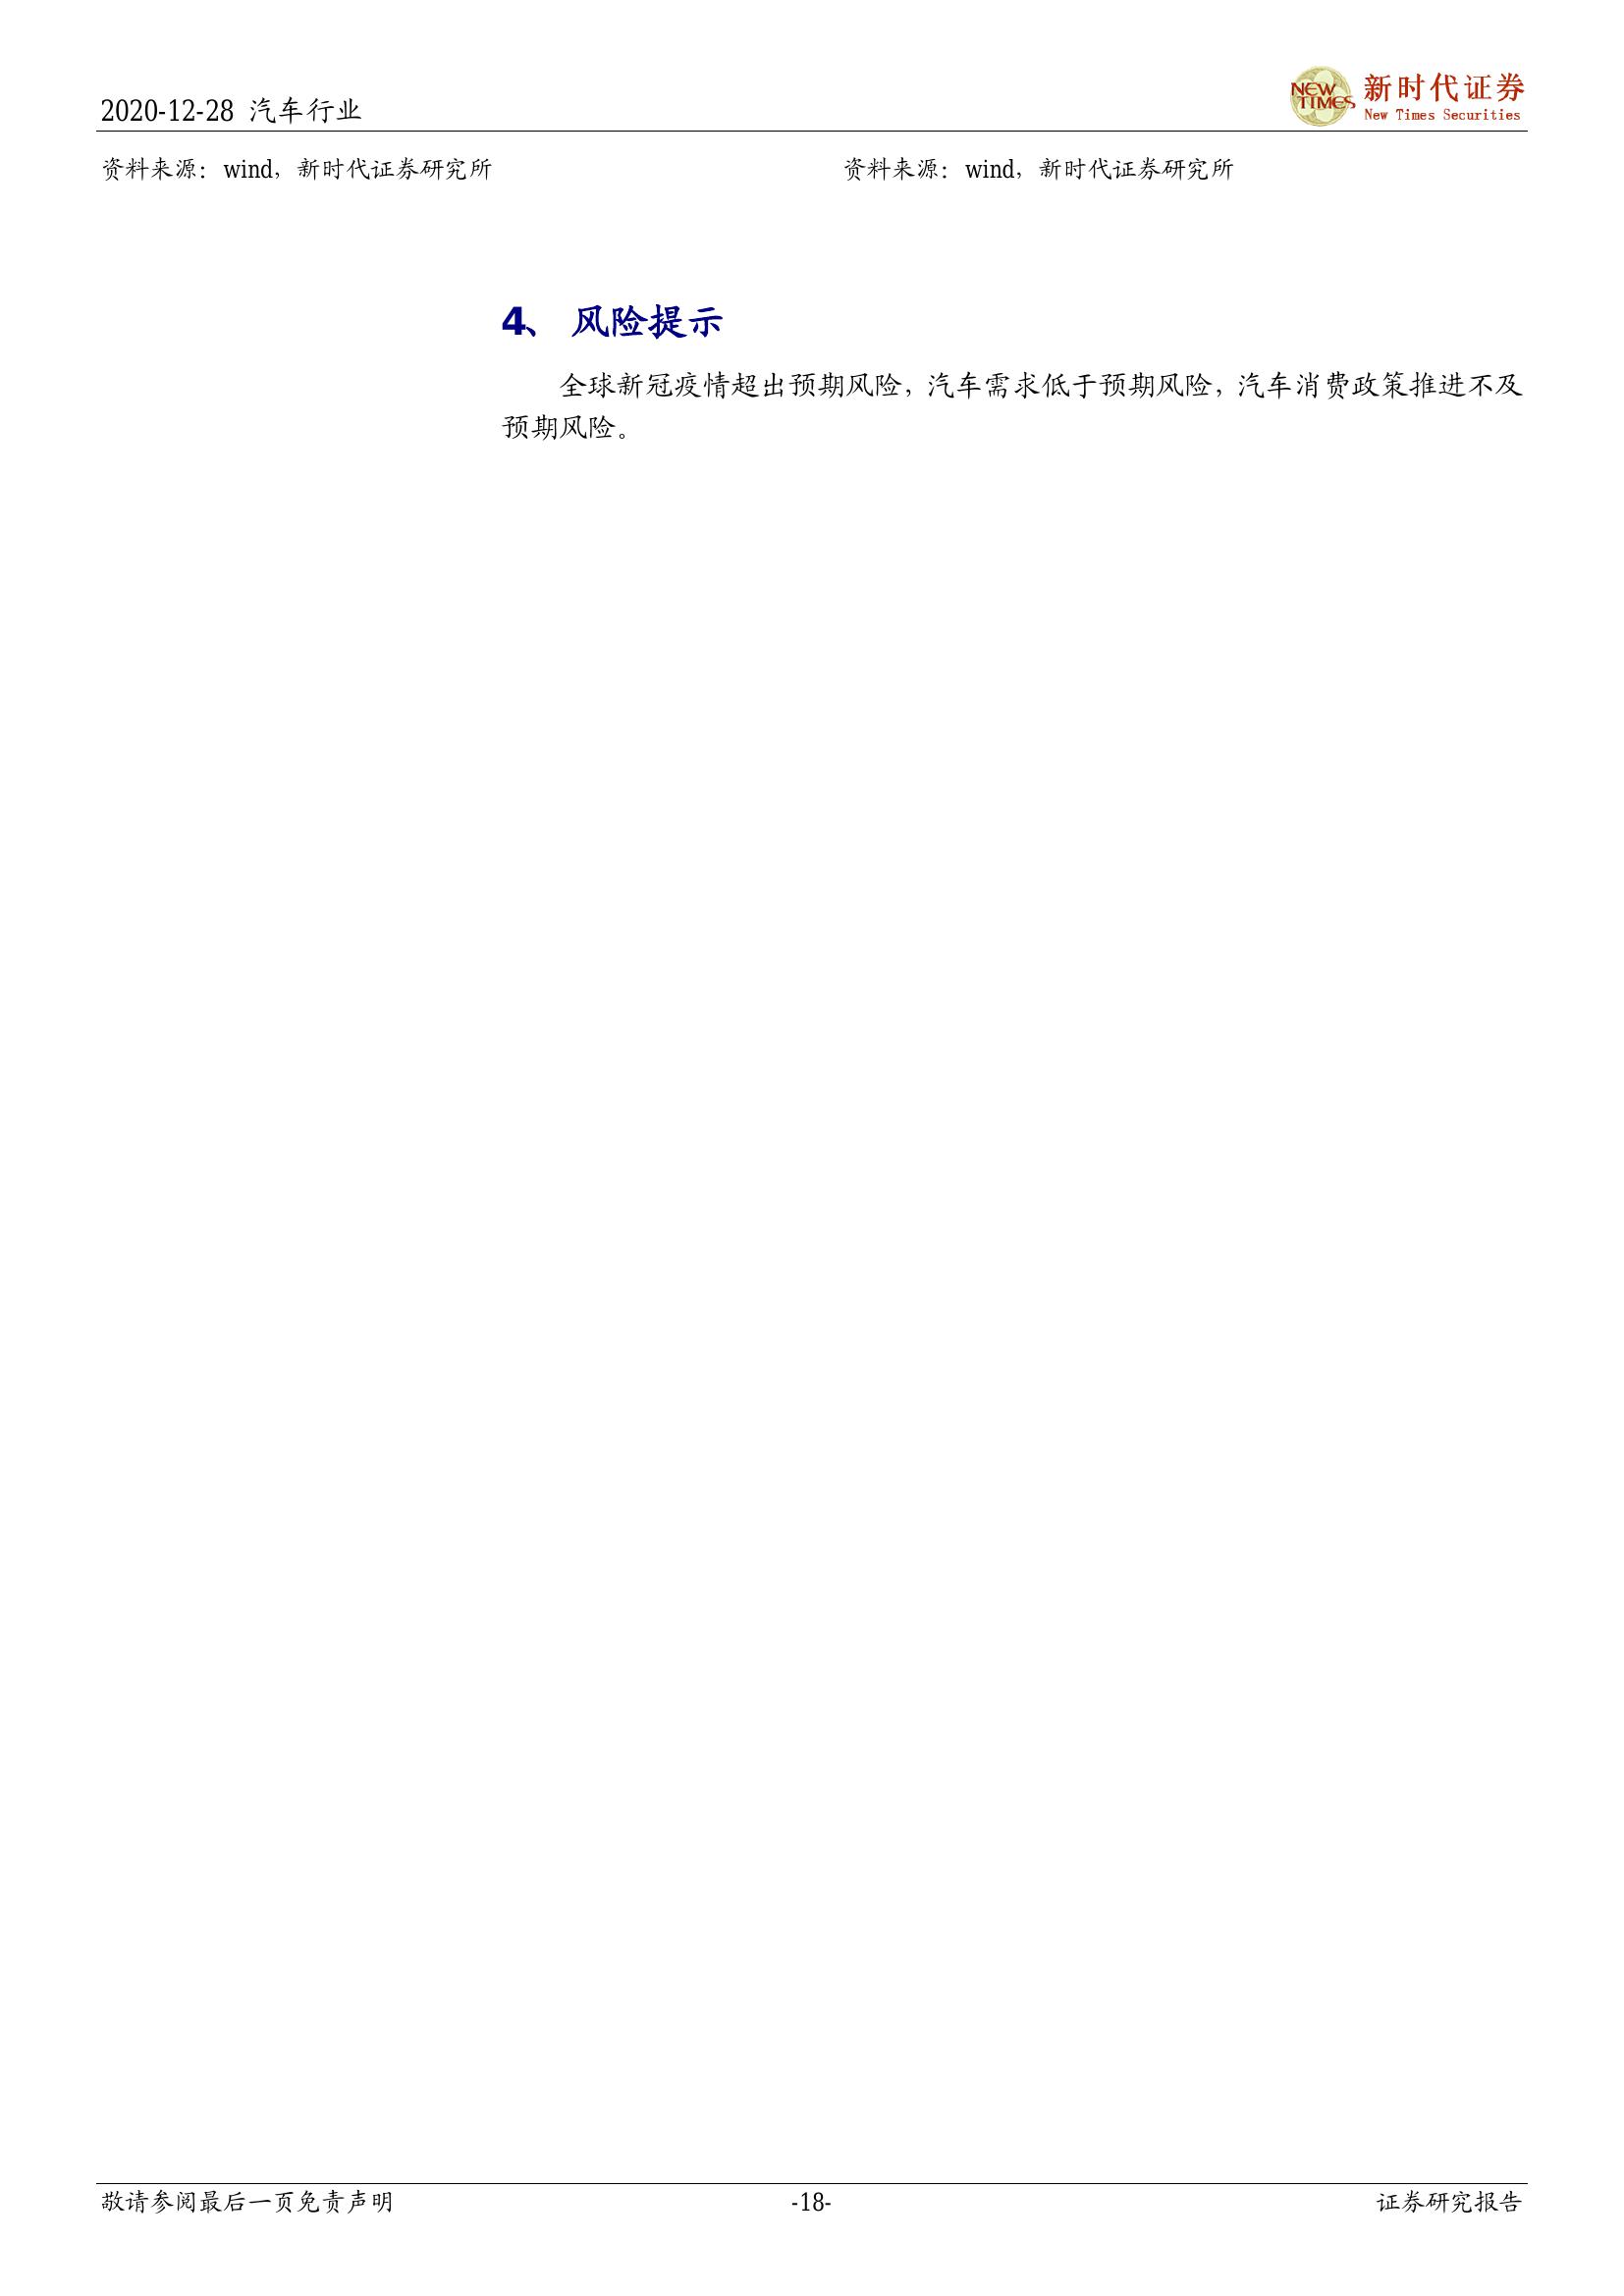 2020-12-28 汽车行业
NEW TIMES
新时代证券
New Times Securities
资料来源：wind，新时代证券研究所
资料来源：wind，新时代证券研究所
4、 风险提示
全球新冠疫情超出预期风险，汽车需求低于预期风险，汽车消费政策推进不及
预期风险。
敬请参阅最后一页免责声明
-18-
证券研究报告